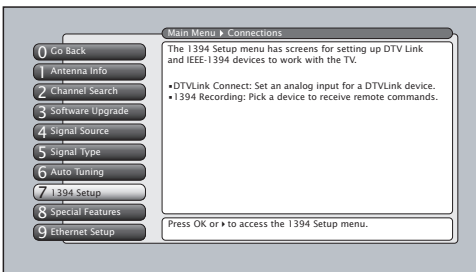 Main Menu ▸ Connections
0 Go Back
1 Antenna Info
2 Channel Search
3 Software Upgrade
4 Signal Source
5 Signal Type
6 Auto Tuning
7 1394 Setup
8 Special Features
9 Ethernet Setup
The 1394 Setup menu has screens for setting up DTV Link
and IEEE-1394 devices to work with the TV.
▪DTVLink Connect: Set an analog input for a DTVLink device.
▪1394 Recording: Pick a device to receive remote commands.
Press OK or ▸ to access the 1394 Setup menu.